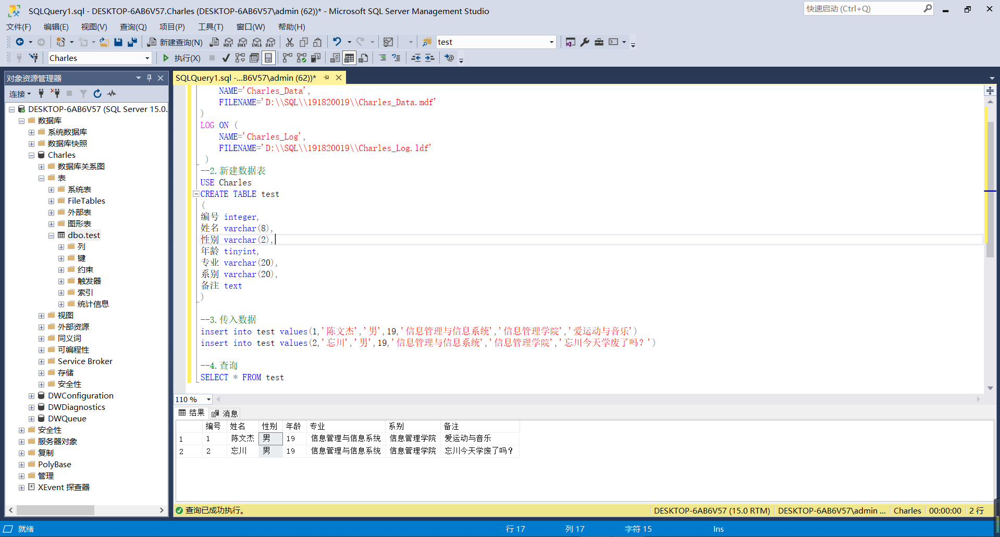 SQLQuery1.sql - DESKTOP-6AB6V57.Charles (DESKTOP-6AB6V57\admin (62))* - Microsoft SQL Server Management Studio
快速启动 (Ctrl+Q)
文件(F) 编辑(E) 视图(V) 查询(Q) 项目(P) 工具(T) 窗口(W) 帮助(H)
新建查询(N) MDX DMX XMLA DAX test
Charles 执行(X)
对象资源管理器
连接
DESKTOP-6AB6V57 (SQL Server 15.0.
数据库
系统数据库
数据库快照
Charles
数据库关系图
表
系统表
FileTables
外部表
图形表
dbo.test
列
键
约束
触发器
索引
统计信息
视图
外部资源
同义词
可编程性
Service Broker
存储
安全性
DWConfiguration
DWDiagnostics
DWQueue
安全性
服务器对象
复制
PolyBase
管理
XEvent 探查器
SQLQuery1.sql -...B6V57\admin (62))*
NAME='Charles_Data',
FILENAME='D:\\SQL\\191820019\\Charles_Data.mdf'
)
LOG ON (
NAME='Charles_Log',
FILENAME='D:\\SQL\\191820019\\Charles_Log.ldf'
)
--2.新建数据表
USE Charles
CREATE TABLE test
(
编号 integer,
姓名 varchar(8),
性别 varchar(2),
年龄 tinyint,
专业 varchar(20),
系别 varchar(20),
备注 text
)
--3.传入数据
insert into test values(1,'陈文杰','男',19,'信息管理与信息系统','信息管理学院','爱运动与音乐')
insert into test values(2,'忘川','男',19,'信息管理与信息系统','信息管理学院','忘川今天学废了吗？')
--4.查询
SELECT * FROM test
110 %
结果 消息
编号 姓名 性别 年龄 专业 系别 备注
1 1 陈文杰 男 19 信息管理与信息系统 信息管理学院 爱运动与音乐
2 2 忘川 男 19 信息管理与信息系统 信息管理学院 忘川今天学废了吗？
查询已成功执行。 DESKTOP-6AB6V57 (15.0 RTM) DESKTOP-6AB6V57\admin ... Charles 00:00:00 2 行
就绪 行 17 列 17 字符 15 Ins